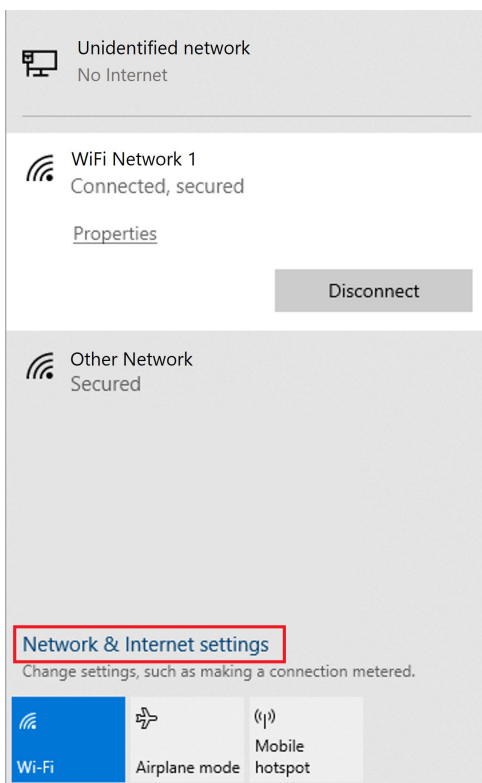 Unidentified network
No Internet
WiFi Network 1
Connected, secured
Properties
Disconnect
Other Network
Secured
Network & Internet settings
Change settings, such as making a connection metered.
Wi-Fi
Airplane mode
Mobile
hotspot